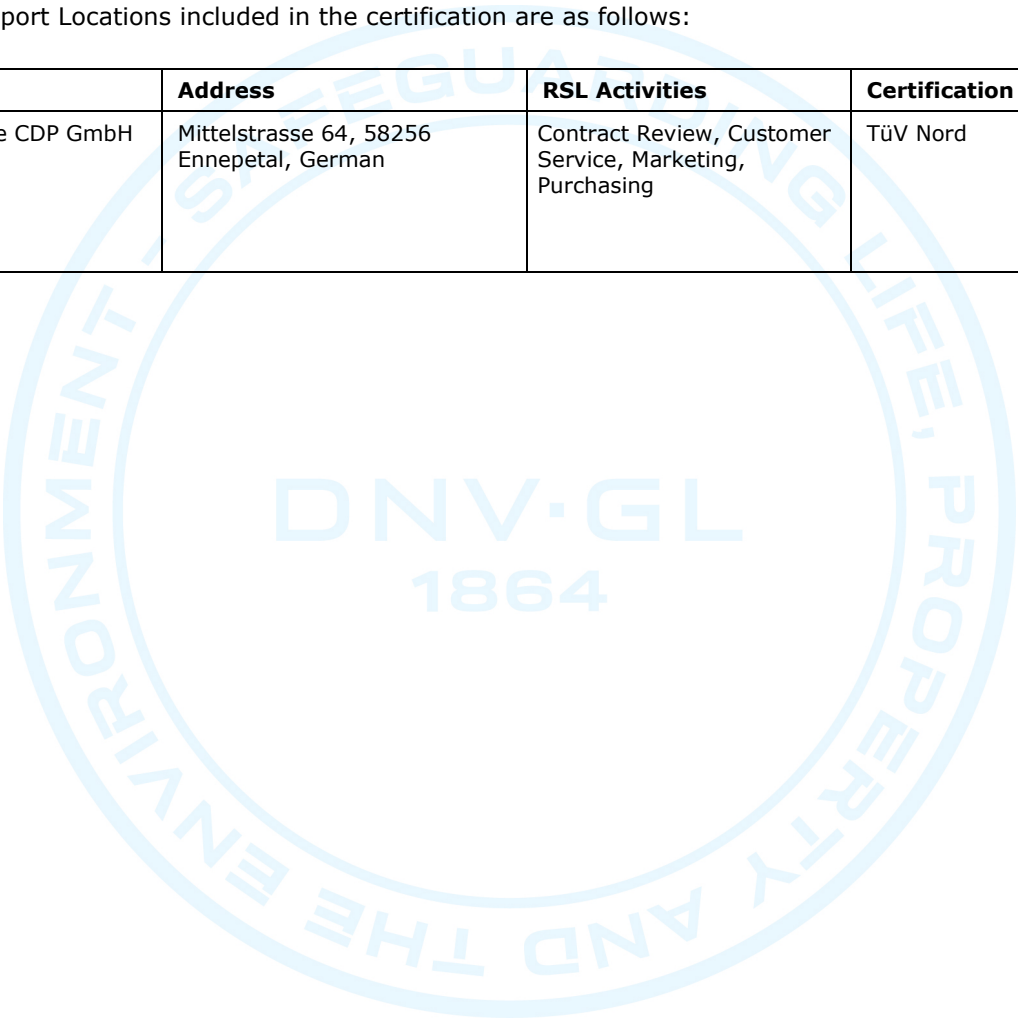 port Locations included in the certification are as follows:
Address RSL Activities Certification
e CDP GmbH Mittelstrasse 64, 58256 Contract Review, Customer TüV Nord
Ennepetal, German Service, Marketing,
Purchasing
SAFEGUARDING LIFE, PROPERTY AND THE ENVIRONMENT -
DNV·GL
1864